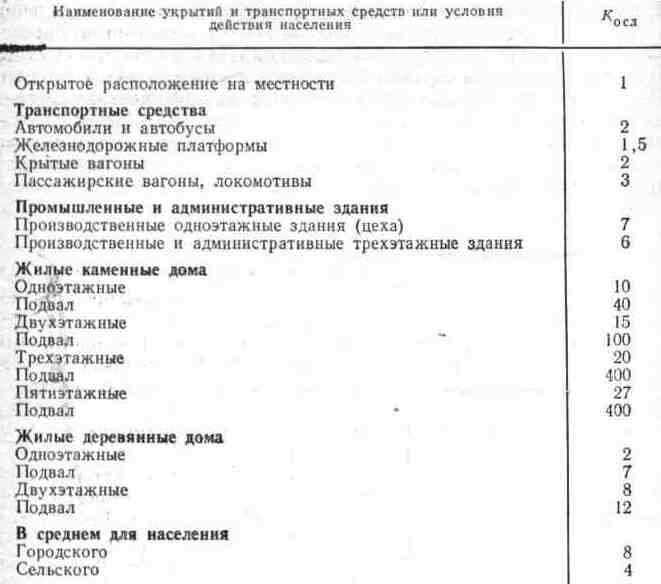 Наименование укрытий и транспортных средств или условия
действия населения
Kосл
Открытое расположение на местности 1
Транспортные средства
Автомобили и автобусы 2
Железнодорожные платформы 1,5
Крытые вагоны 2
Пассажирские вагоны, локомотивы 3
Промышленные и административные здания
Производственные одноэтажные здания (цеха) 7
Производственные и административные трехэтажные здания 6
Жилые каменные дома
Одноэтажные 10
Подвал 40
Двухэтажные 15
Подвал 100
Трехэтажные 20
Подвал 400
Пятиэтажные 27
Подвал 400
Жилые деревянные дома
Одноэтажные 2
Подвал 7
Двухэтажные 8
Подвал 12
В среднем для населения
Городского 8
Сельского 4